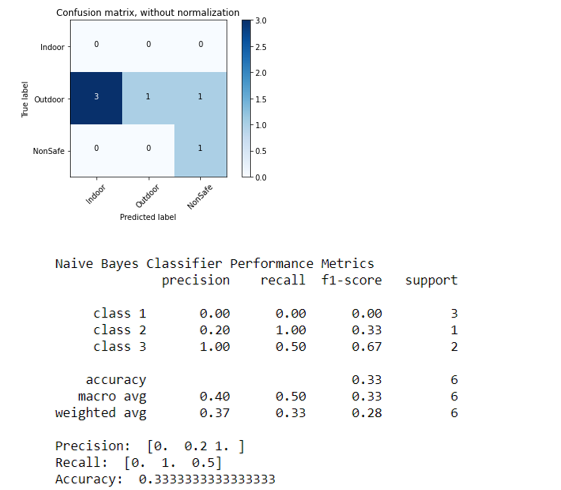 Confusion matrix, without normalization
3.0
Indoor 0 0 0
2.5
2.0
True label
Outdoor 3 1 1
1.5
1.0
NonSafe 0 0 1
0.5
0.0
Indoor Outdoor NonSafe
Predicted label
Naive Bayes Classifier Performance Metrics
precision recall f1-score support
class 1 0.00 0.00 0.00 3
class 2 0.20 1.00 0.33 1
class 3 1.00 0.50 0.67 2
accuracy 0.33 6
macro avg 0.40 0.50 0.33 6
weighted avg 0.37 0.33 0.28 6
Precision: [0. 0.2 1. ]
Recall: [0. 1. 0.5]
Accuracy: 0.3333333333333333